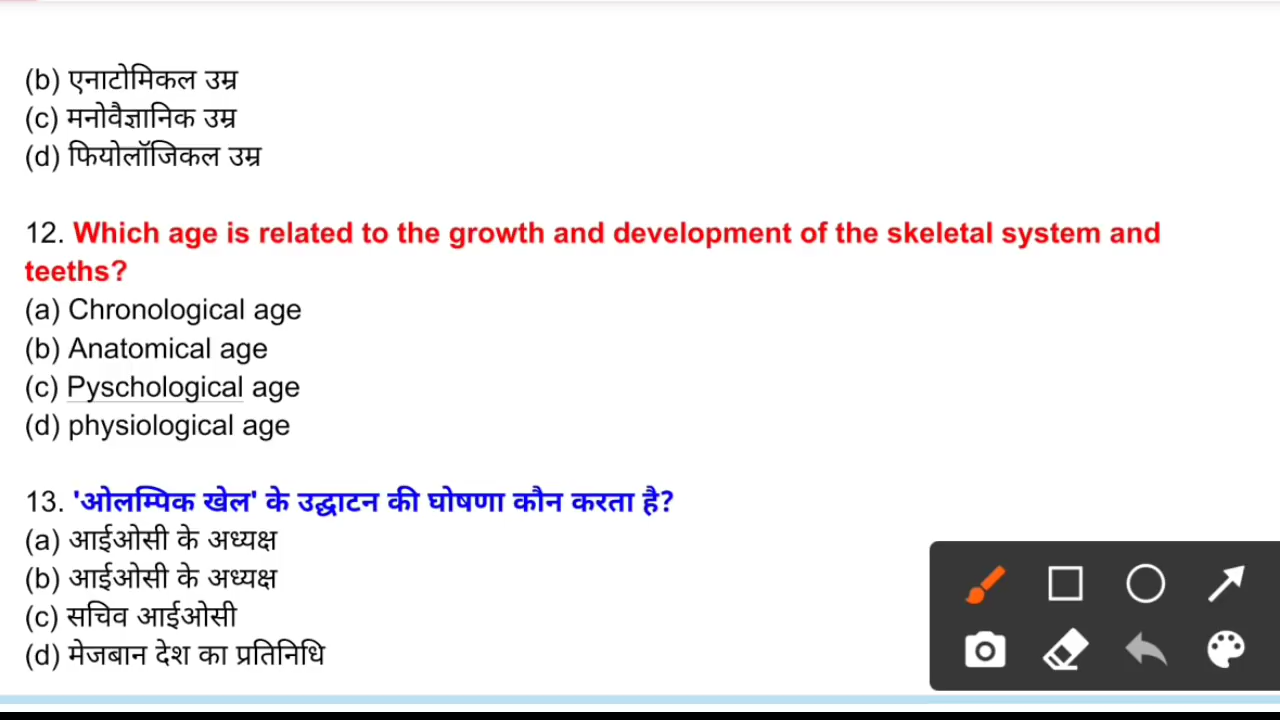 (b) एनाटोमिकल उम्र
(c) मनोवैज्ञानिक उम्र
(d) फियोलॉजिकल उम्र
12. Which age is related to the growth and development of the skeletal system and
teeths?
(a) Chronological age
(b) Anatomical age
(c) Pyschological age
(d) physiological age
13. 'ओलम्पिक खेल' के उद्घाटन की घोषणा कौन करता है?
(a) आईओसी के अध्यक्ष
(b) आईओसी के अध्यक्ष
(c) सचिव आईओसी
(d) मेजबान देश का प्रतिनिधि